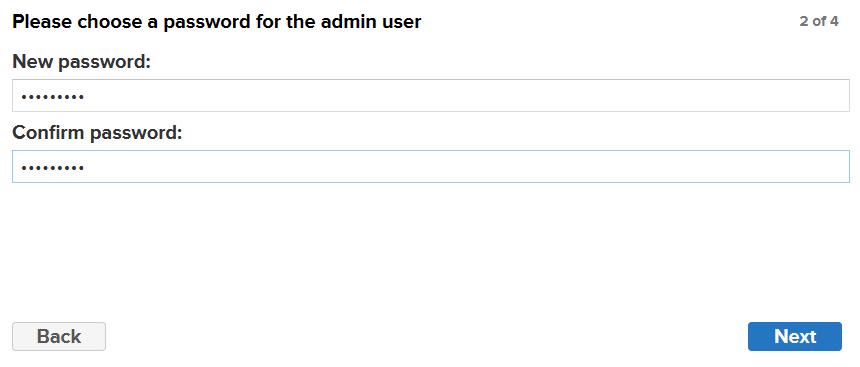 Please choose a password for the admin user 2 of 4
New password:
•••••••••
Confirm password:
•••••••••
Back Next